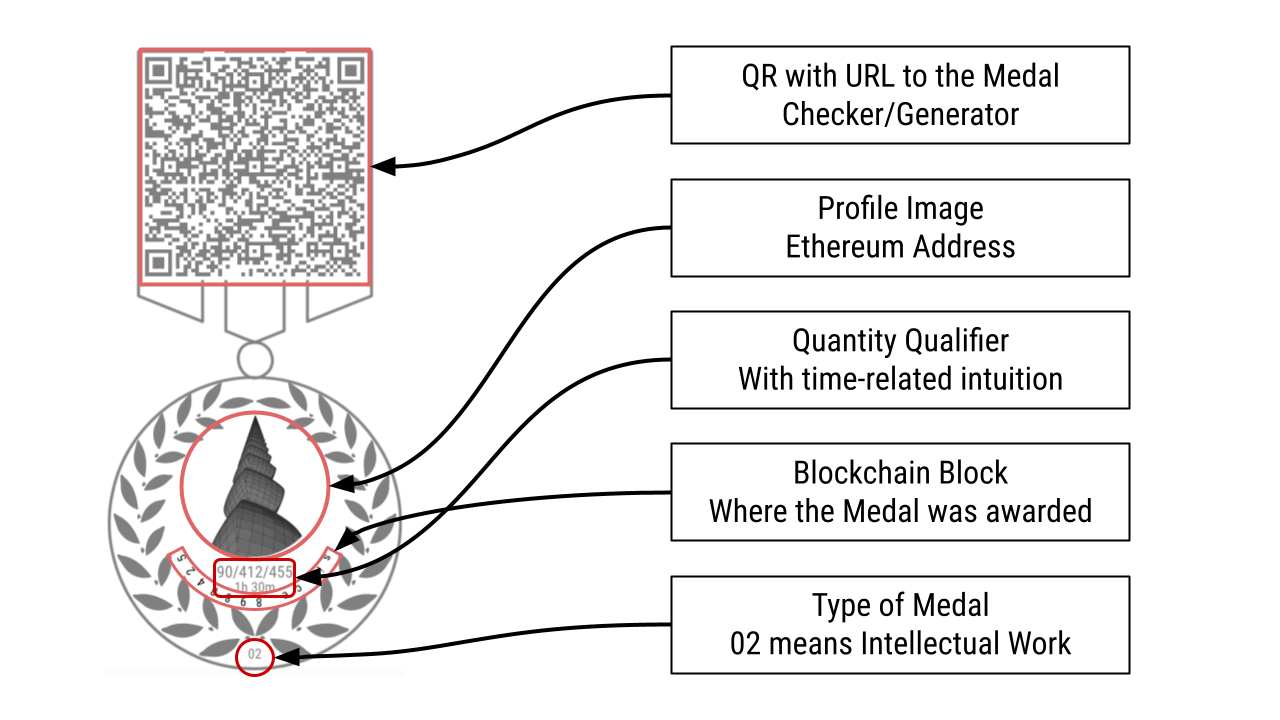 QR with URL to the Medal
Checker/Generator
Profile Image
Ethereum Address
Quantity Qualifier
With time-related intuition
Blockchain Block
Where the Medal was awarded
Type of Medal
02 means Intellectual Work
90/412/455
1h 30m
02